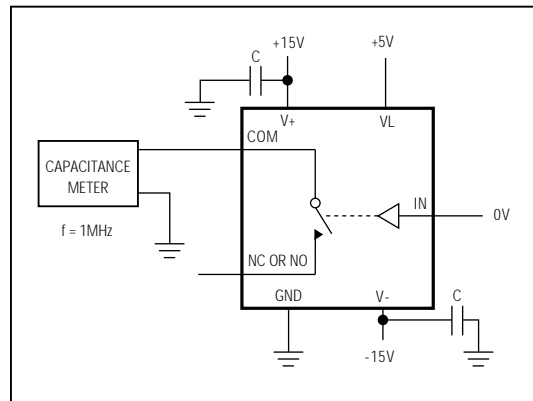 +15V
+5V
C
V+
VL
COM
CAPACITANCE
METER
IN
0V
f = 1MHz
NC OR NO
GND
V-
C
-15V